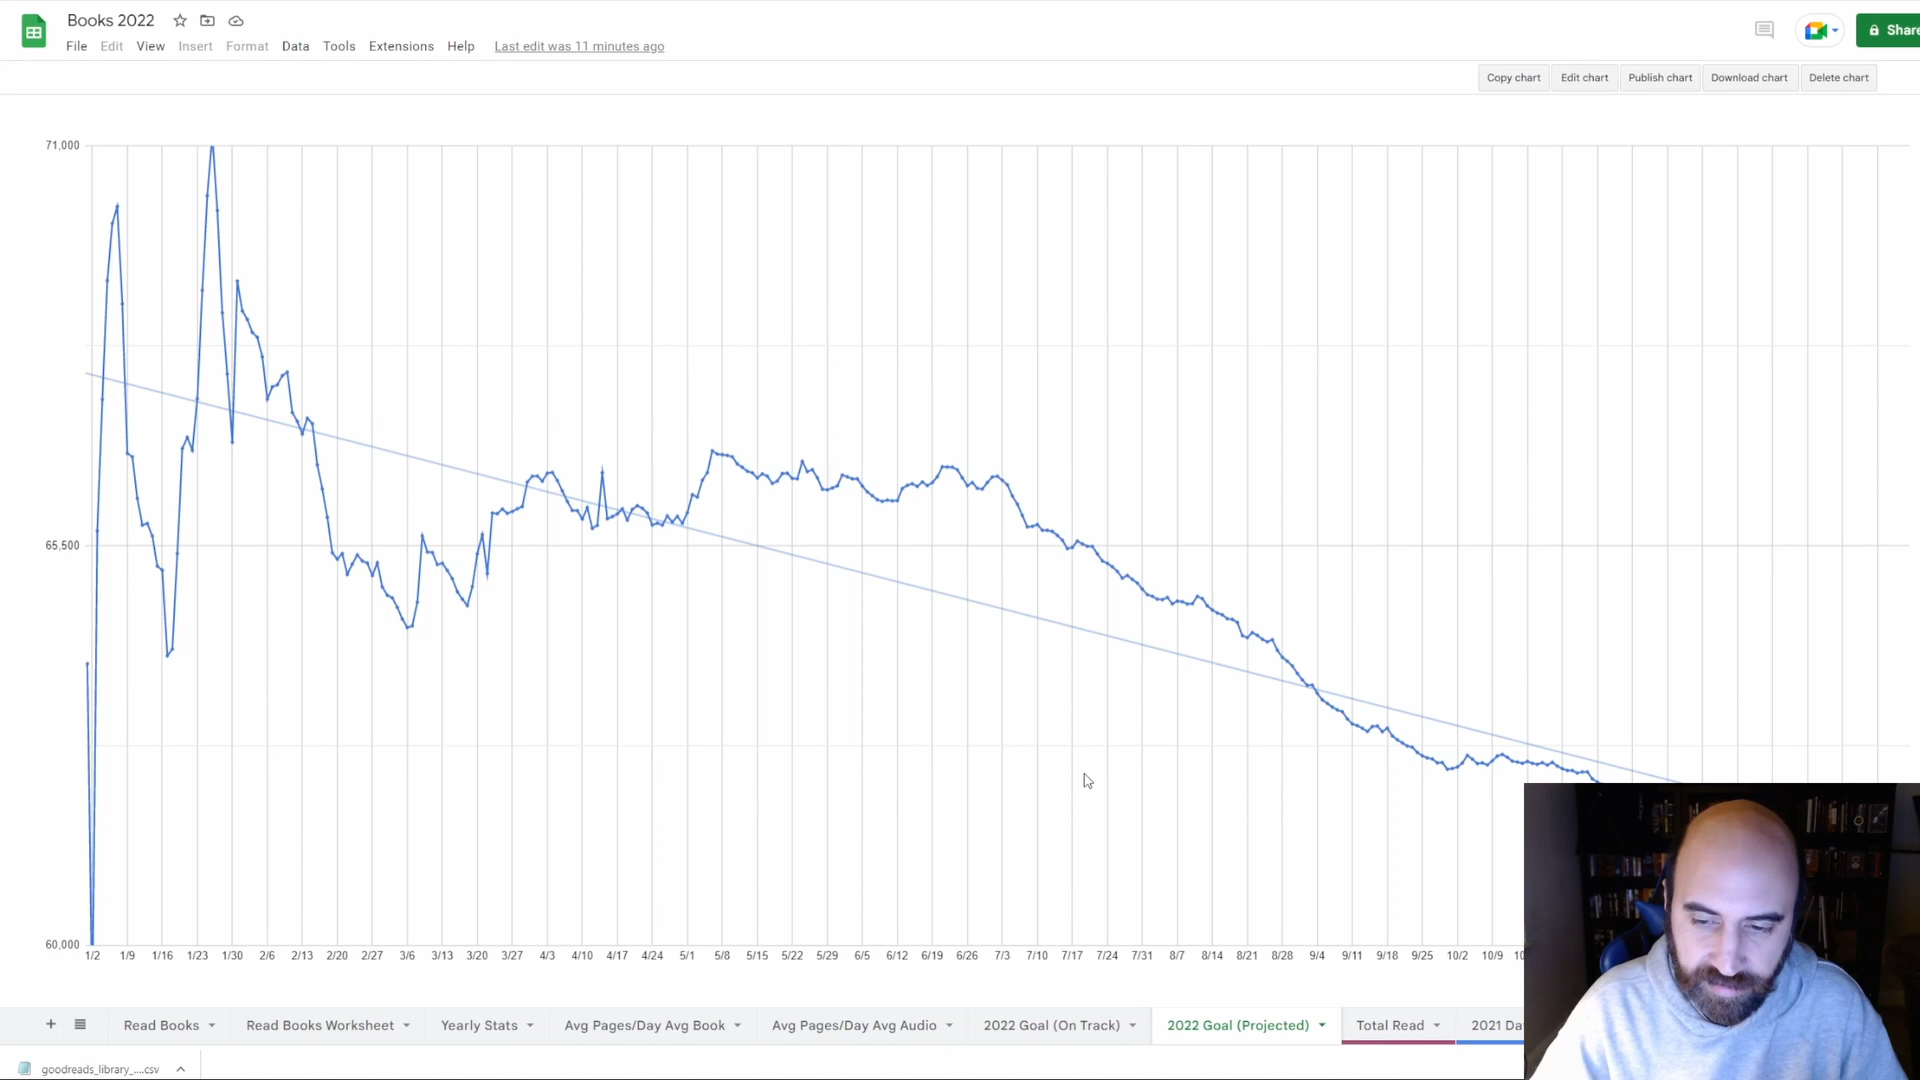 Books 2022
File Edit View Insert Format Data Tools Extensions Help Last edit was 11 minutes ago
Share
Copy chart Edit chart Publish chart Download chart Delete chart
71,000
65,500
60,000
1/2 1/9 1/16 1/23 1/30 2/6 2/13 2/20 2/27 3/6 3/13 3/20 3/27 4/3 4/10 4/17 4/24 5/1 5/8 5/15 5/22 5/29 6/5 6/12 6/19 6/26 7/3 7/10 7/17 7/24 7/31 8/7 8/14 8/21 8/28 9/4 9/11 9/18 9/25 10/2 10/9 10
+ Read Books Read Books Worksheet Yearly Stats Avg Pages/Day Avg Book Avg Pages/Day Avg Audio 2022 Goal (On Track) 2022 Goal (Projected) Total Read 2021 Da
goodreads_library_....csv